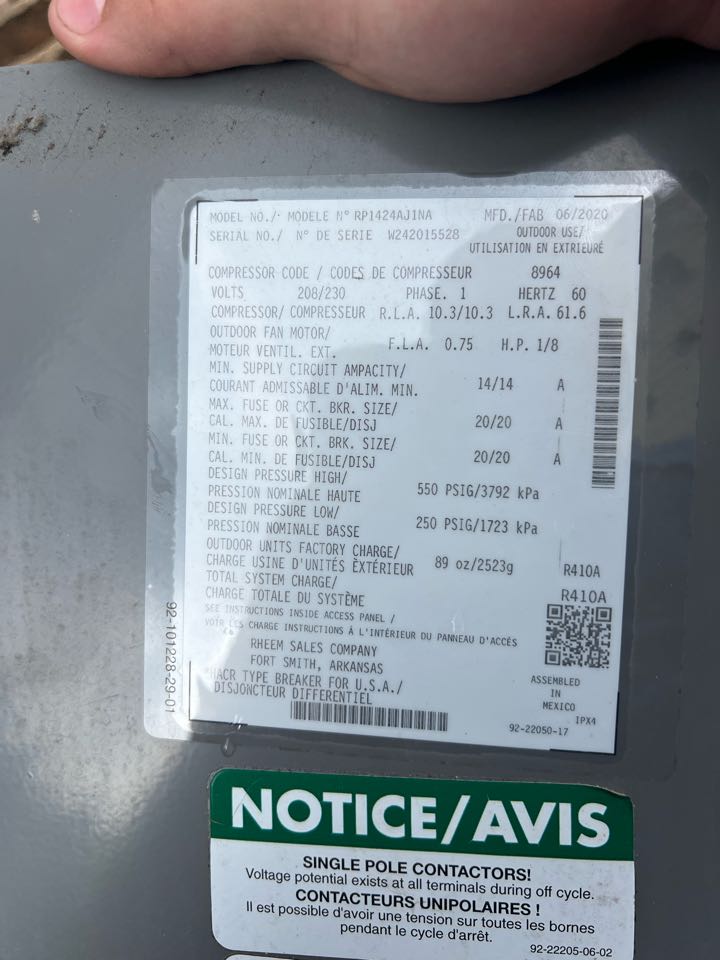 MODEL NO./· MODELE N° RP1424AJ1NA MFD./FAB 06/2020
SERIAL NO./ N° DE SERIE W242015528 OUTDOOR USE/
UTILISATION EN EXTRIEURÉ
COMPRESSOR CODE / CODES DE COMPRESSEUR 8964
VOLTS 208/230 PHASE. 1 HERTZ 60
COMPRESSOR/ COMPRESSEUR R.L.A. 10.3/10.3 L.R.A. 61.6
OUTDOOR FAN MOTOR/
MOTEUR VENTIL. EXT. F.L.A. 0.75 H.P. 1/8
MIN. SUPPLY CIRCUIT AMPACITY/
COURANT ADMISSABLE D'ALIM. MIN. 14/14 A
MAX. FUSE OR CKT. BKR. SIZE/
CAL. MAX. DE FUSIBLE/DISJ 20/20 A
MIN. FUSE OR CKT. BRK. SIZE/
CAL. MIN. DE FUSIBLE/DISJ 20/20 A
DESIGN PRESSURE HIGH/
PRESSION NOMINALE HAUTE 550 PSIG/3792 kPa
DESIGN PRESSURE LOW/
PRESSION NOMINALE BASSE 250 PSIG/1723 kPa
OUTDOOR UNITS FACTORY CHARGE/
CHARGE USINE D'UNITÉS ÈXTÉRIEUR 89 oz/2523g R410A
TOTAL SYSTEM CHARGE/
CHARGE TOTALE DU SYSTÈME R410A
SEE INSTRUCTIONS INSIDE ACCESS PANEL /
VOIR LES CHARGE INSTRUCTIONS À L'INTÉRIEUR DU PANNEAU D'ACCÈS
RHEEM SALES COMPANY
FORT SMITH, ARKANSAS
*HACR TYPE BREAKER FOR U.S.A./
DISJONCTEUR DIFFERENTIEL
ASSEMBLED
IN
MEXICO
IPX4
92-22050-17
92-101228-29-01
NOTICE/AVIS
SINGLE POLE CONTACTORS!
Voltage potential exists at all terminals during off cycle.
CONTACTEURS UNIPOLAIRES !
Il est possible d'avoir une tension sur toutes les bornes
pendant le cycle d'arrêt.
92-22205-06-02